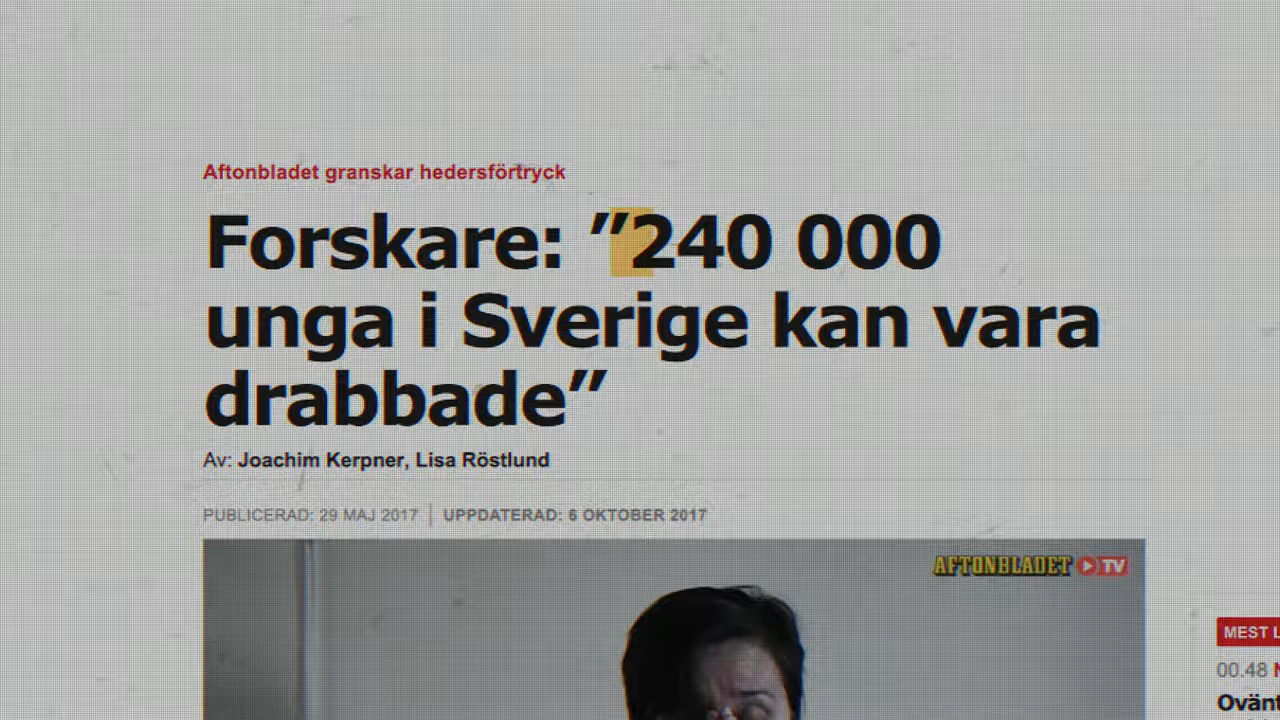 Aftonbladet granskar hedersförtryck
Forskare: ”240 000
unga i Sverige kan vara
drabbade”
Av: Joachim Kerpner, Lisa Röstlund
PUBLICERAD: 29 MAJ 2017 | UPPDATERAD: 6 OKTOBER 2017
AFTONBLADET TV
MEST
00.48